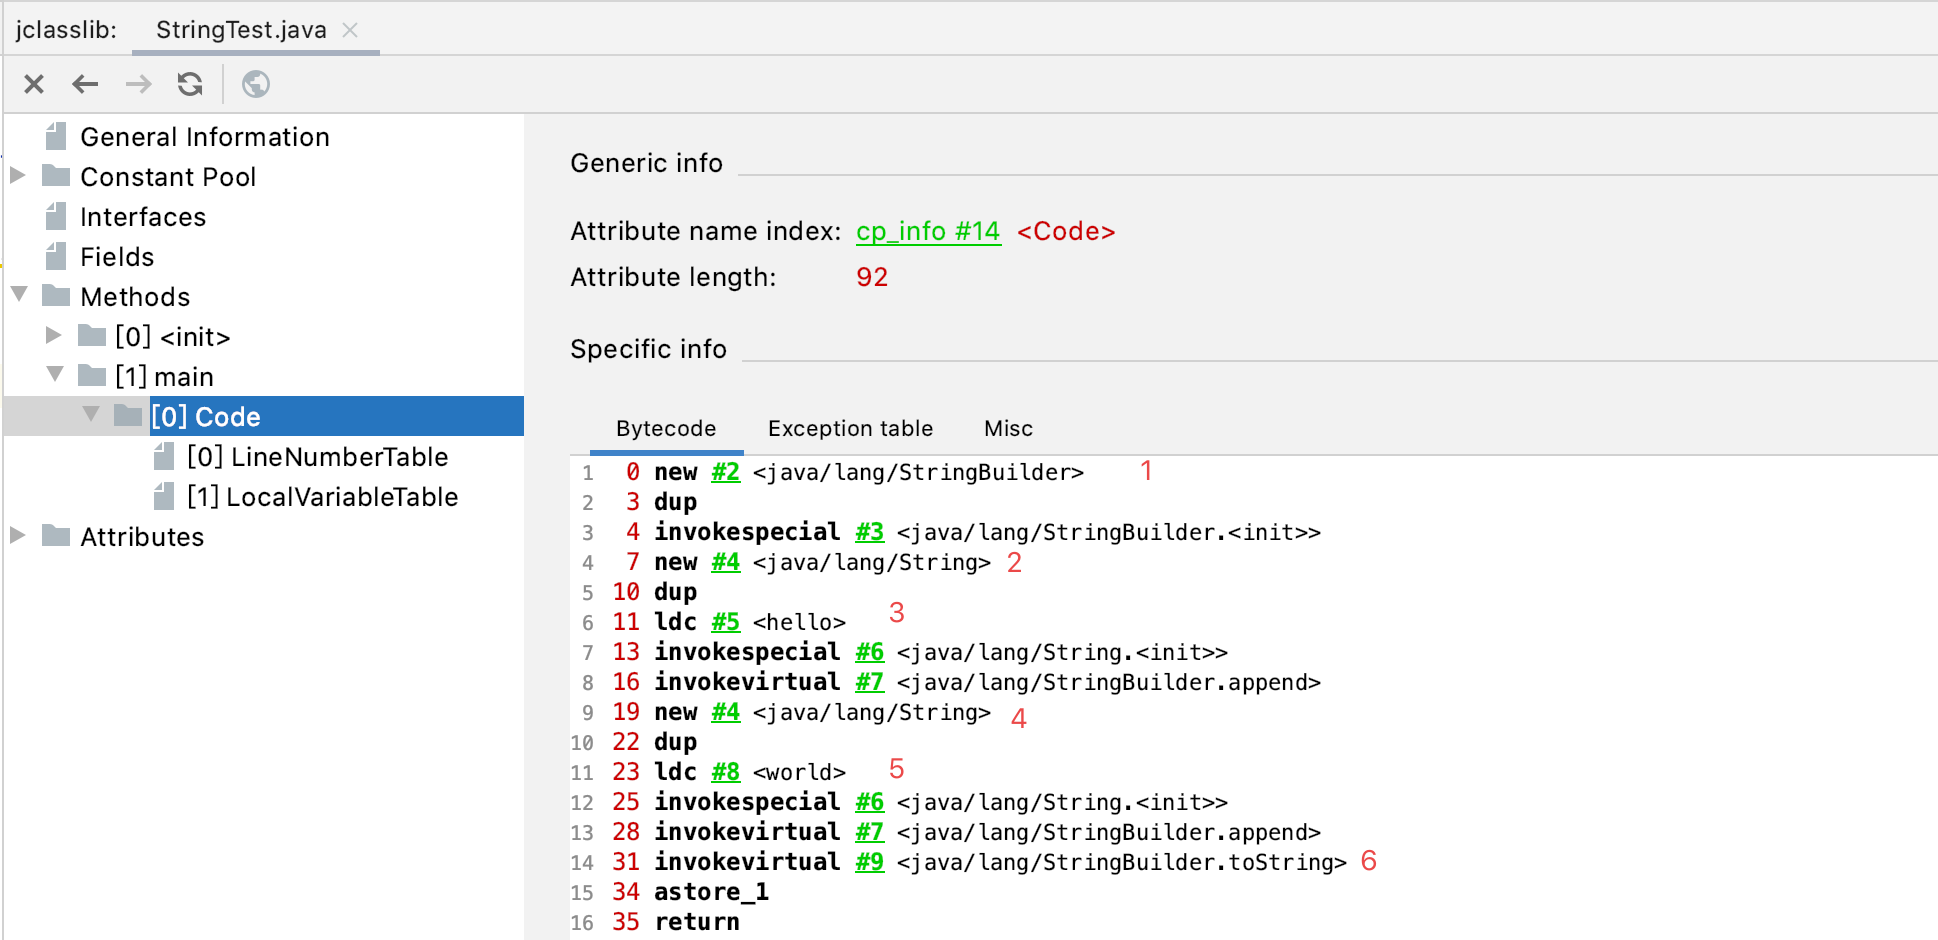 jclasslib: StringTest.java
General Information
Constant Pool
Interfaces
Fields
Methods
[0] <init>
[1] main
[0] Code
[0] LineNumberTable
[1] LocalVariableTable
Attributes
Generic info
Attribute name index: cp_info #14 <Code>
Attribute length: 92
Specific info
Bytecode Exception table Misc
1 0 new #2 <java/lang/StringBuilder> 1
2 3 dup
3 4 invokespecial #3 <java/lang/StringBuilder.<init>>
4 7 new #4 <java/lang/String> 2
5 10 dup
6 11 ldc #5 <hello> 3
7 13 invokespecial #6 <java/lang/String.<init>>
8 16 invokevirtual #7 <java/lang/StringBuilder.append>
9 19 new #4 <java/lang/String> 4
10 22 dup
11 23 ldc #8 <world> 5
12 25 invokespecial #6 <java/lang/String.<init>>
13 28 invokevirtual #7 <java/lang/StringBuilder.append>
14 31 invokevirtual #9 <java/lang/StringBuilder.toString> 6
15 34 astore_1
16 35 return